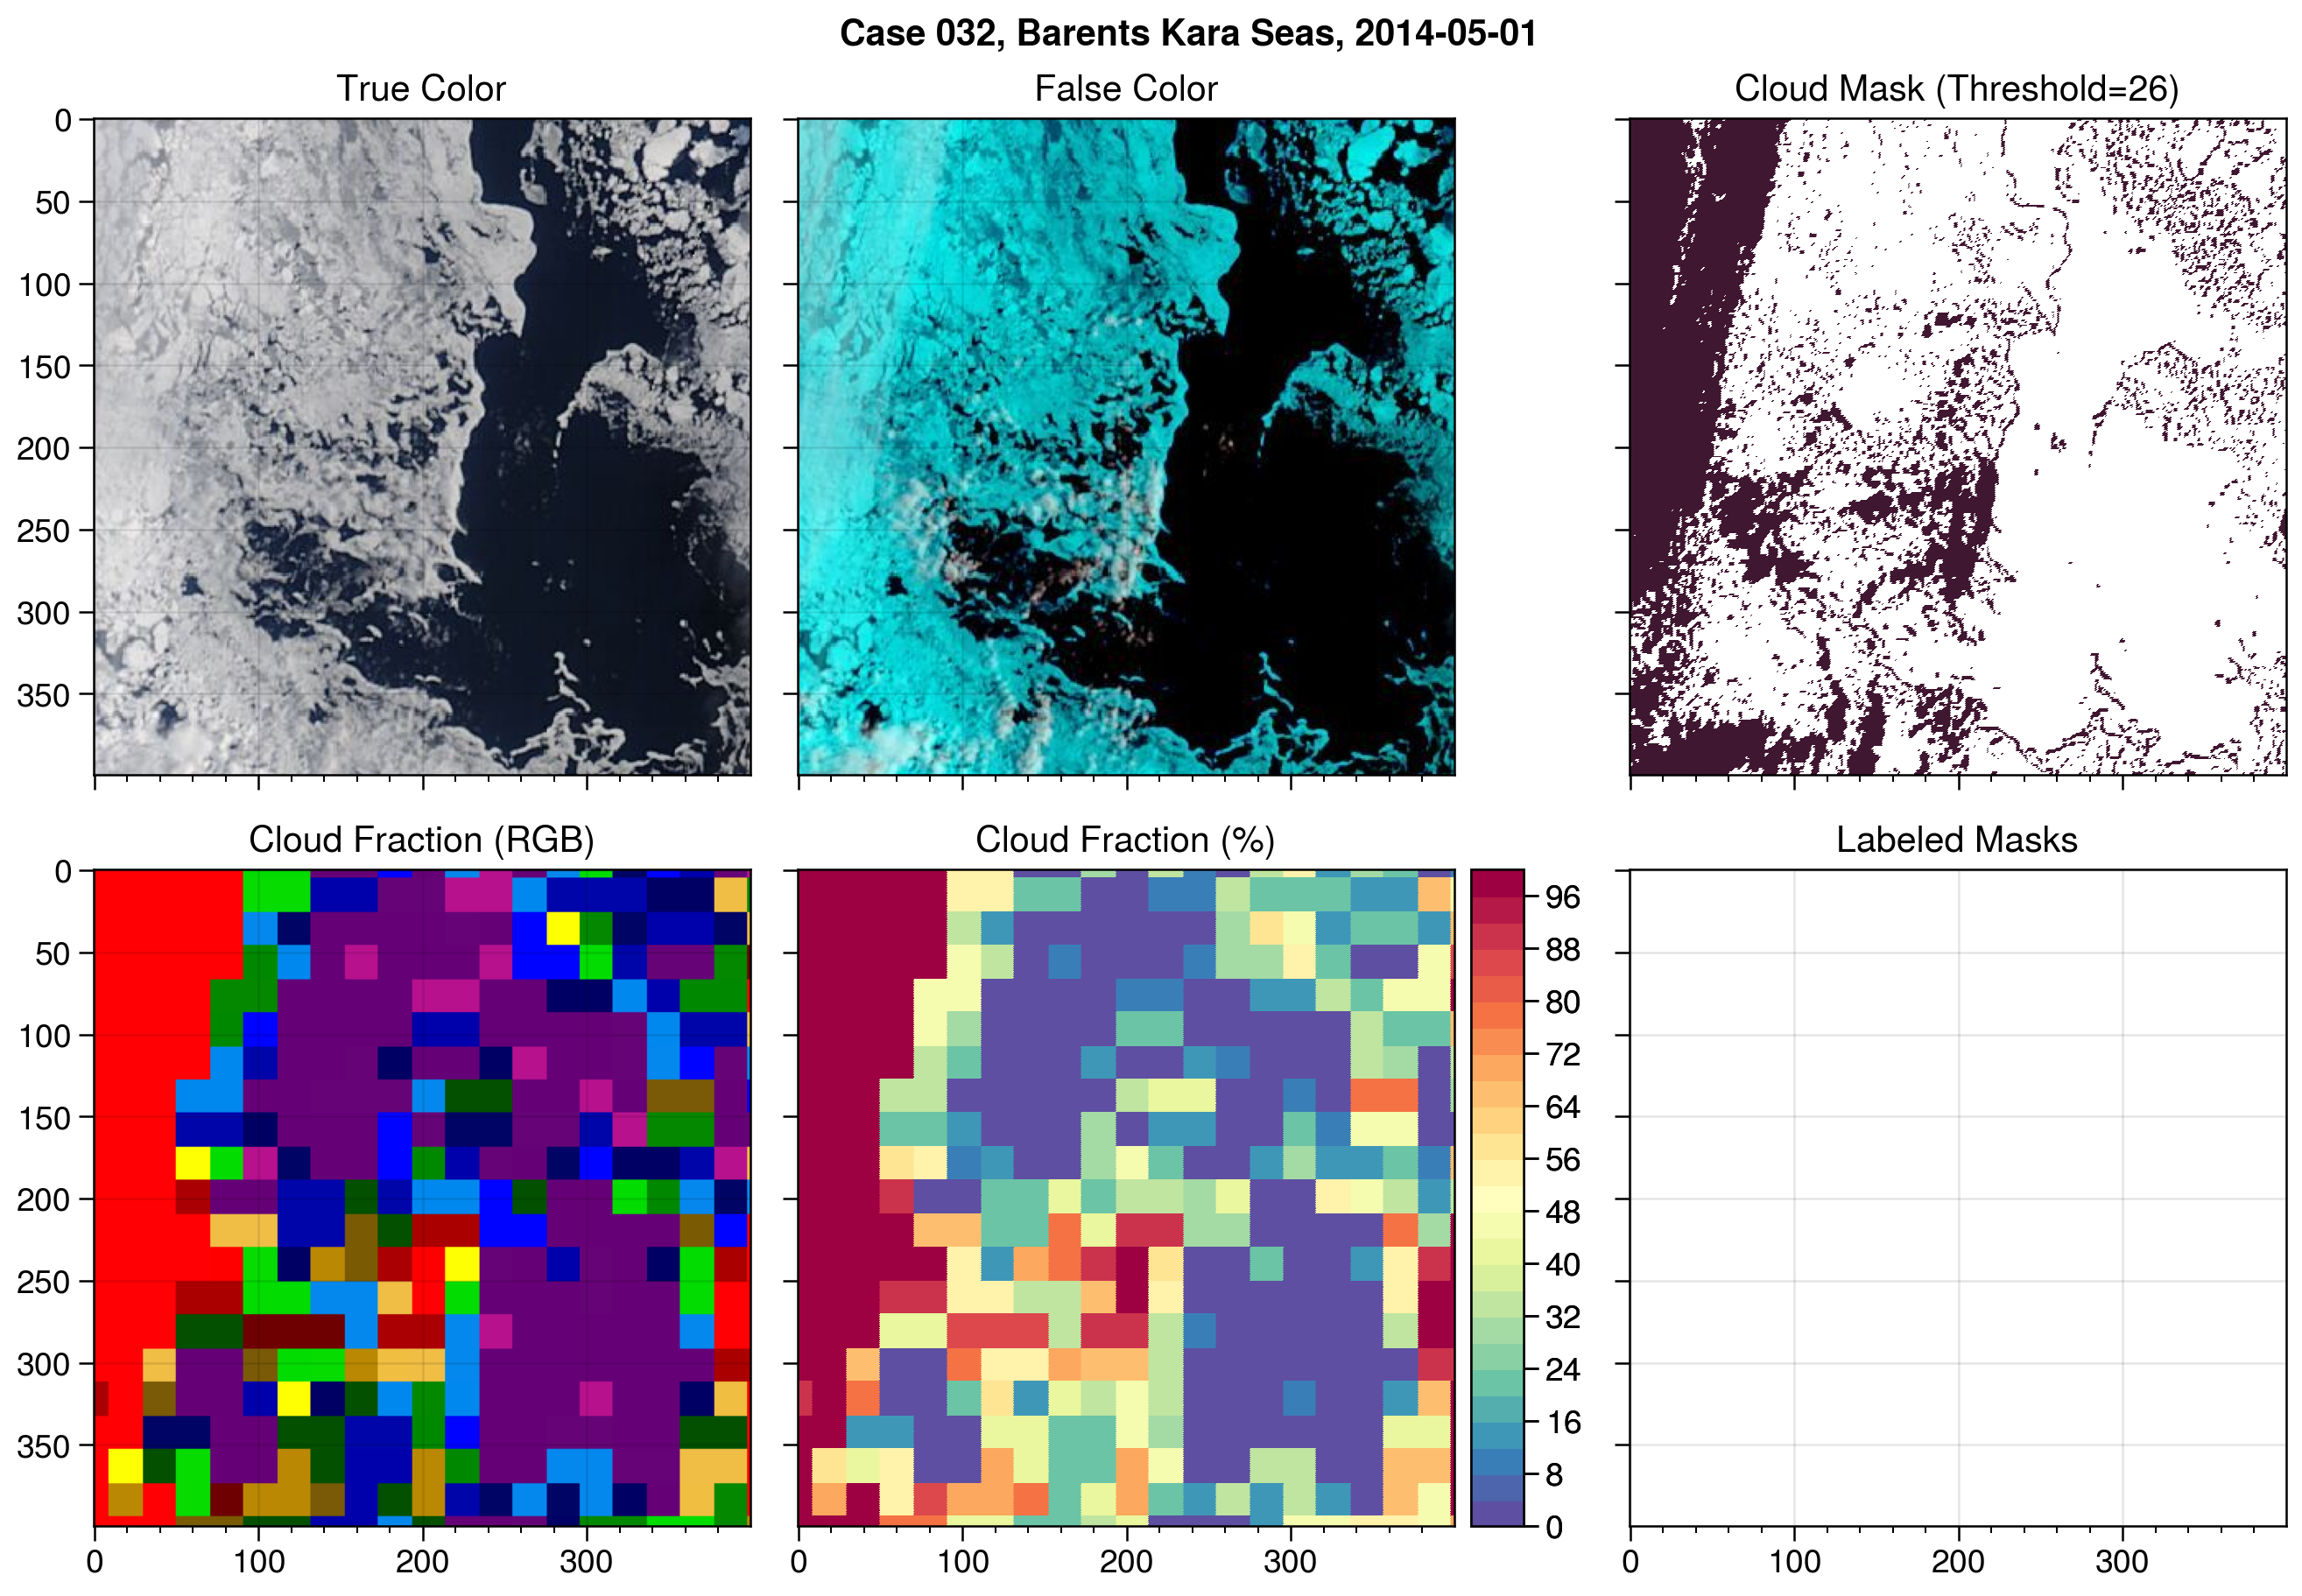 Case 032, Barents Kara Seas, 2014-05-01
True Color
False Color
Cloud Mask (Threshold=26)
0
50
100
150
200
250
300
350
Cloud Fraction (RGB)
Cloud Fraction (%)
Labeled Masks
0
50
100
150
200
250
300
350
96
88
80
72
64
56
48
40
32
24
16
8
0
0 100 200 300
0 100 200 300
0 100 200 300